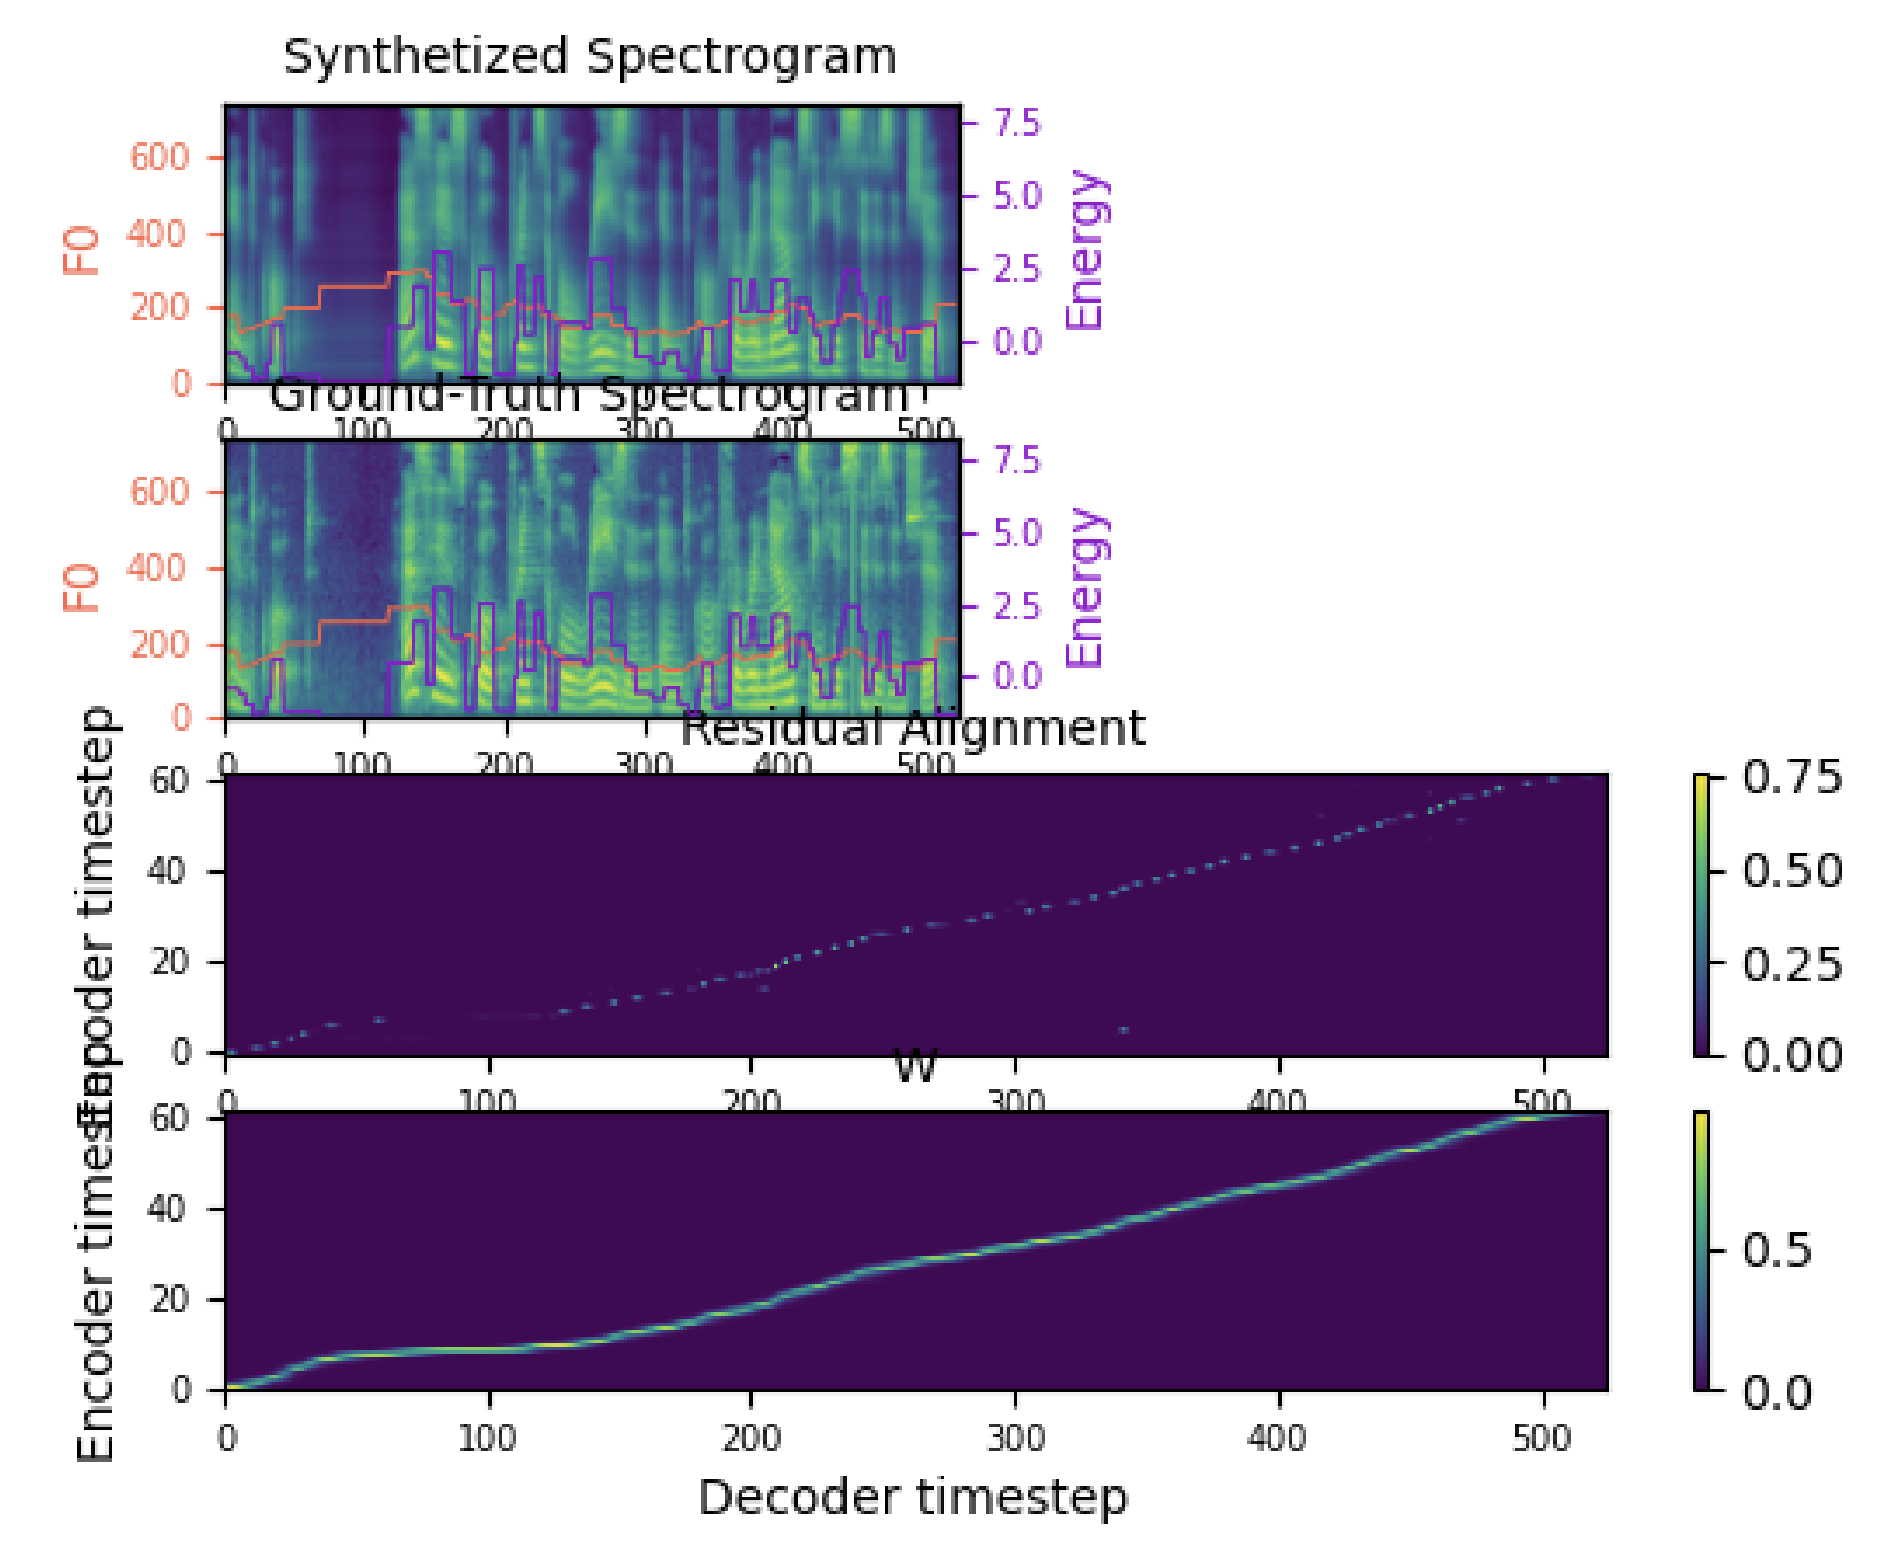 Synthetized Spectrogram
600
400
200
0
F0
7.5
5.0
2.5
0.0
Energy
0 100 200 300 400 500
Ground-Truth Spectrogram
600
400
200
0
F0
7.5
5.0
2.5
0.0
Energy
0 100 200 300 400 500
Residual Alignment
60
40
20
0
Encoder timestep
0.75
0.50
0.25
0.00
0 100 200 300 400 500
W
60
40
20
0
Encoder timestep
0.5
0.0
0 100 200 300 400 500
Decoder timestep